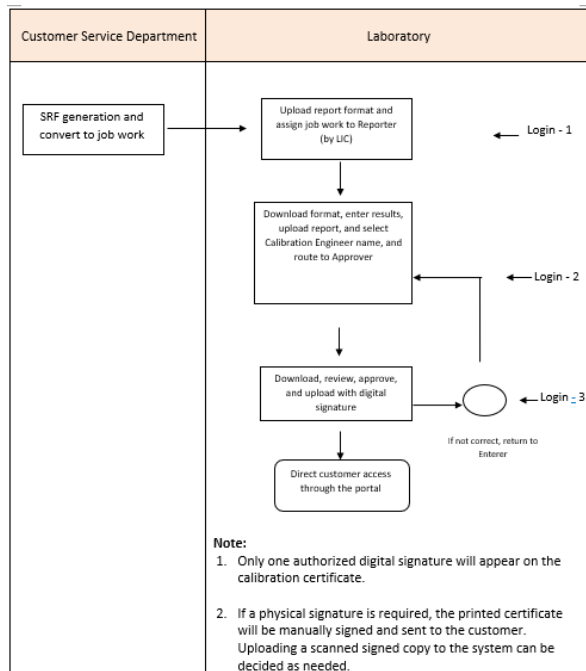 Customer Service Department
Laboratory
SRF generation and
convert to job work
Upload report format and
assign job work to Reporter
(by LIC)
Login - 1
Download format, enter results,
upload report, and select
Calibration Engineer name, and
route to Approver
Login - 2
Download, review, approve,
and upload with digital
signature
Login - 3
If not correct, return to
Enterer
Direct customer access
through the portal
Note:
1. Only one authorized digital signature will appear on the
calibration certificate.
2. If a physical signature is required, the printed certificate
will be manually signed and sent to the customer.
Uploading a scanned signed copy to the system can be
decided as needed.